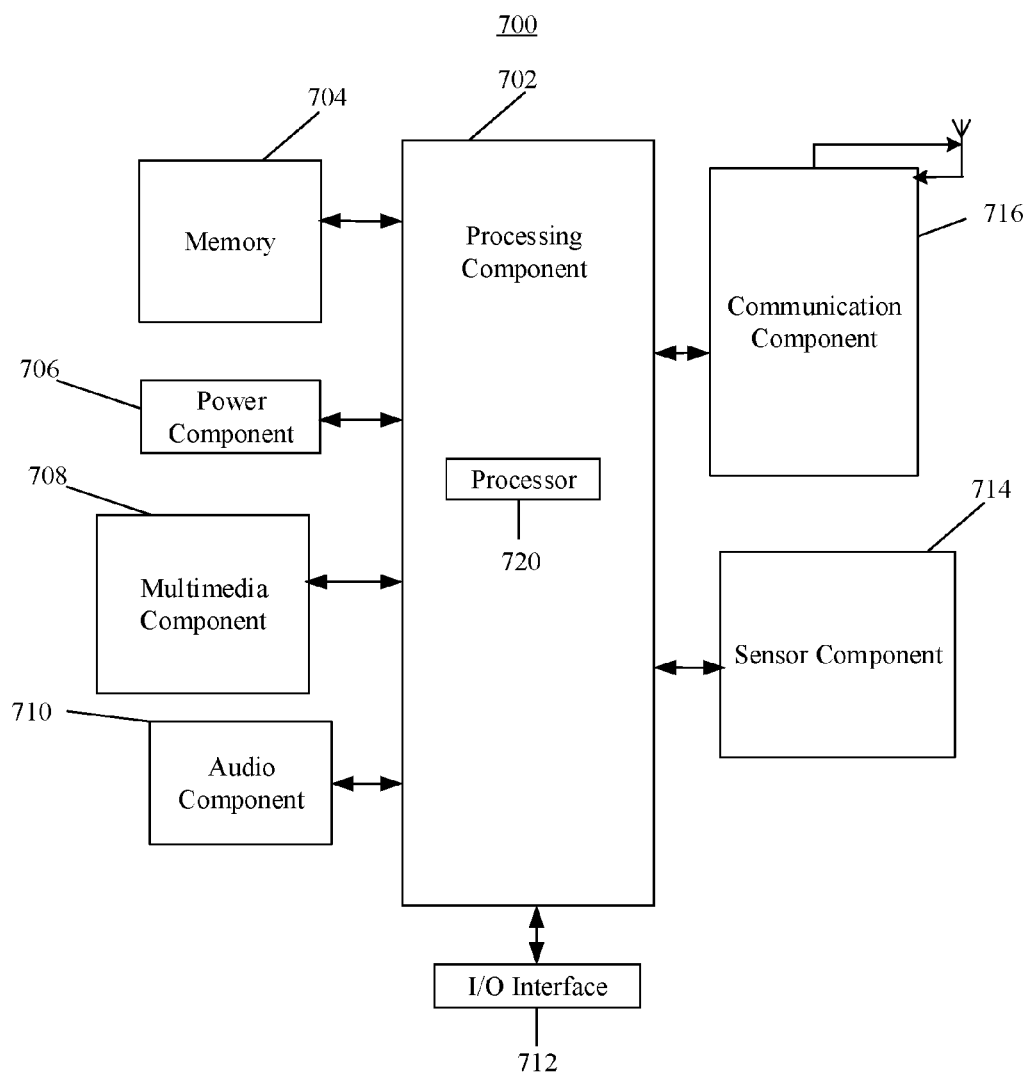 700
702
704
Memory
Processing
Component
716
Communication
Component
706
Power
Component
708
Processor
720
714
Multimedia
Component
Sensor Component
710
Audio
Component
I/O Interface
712